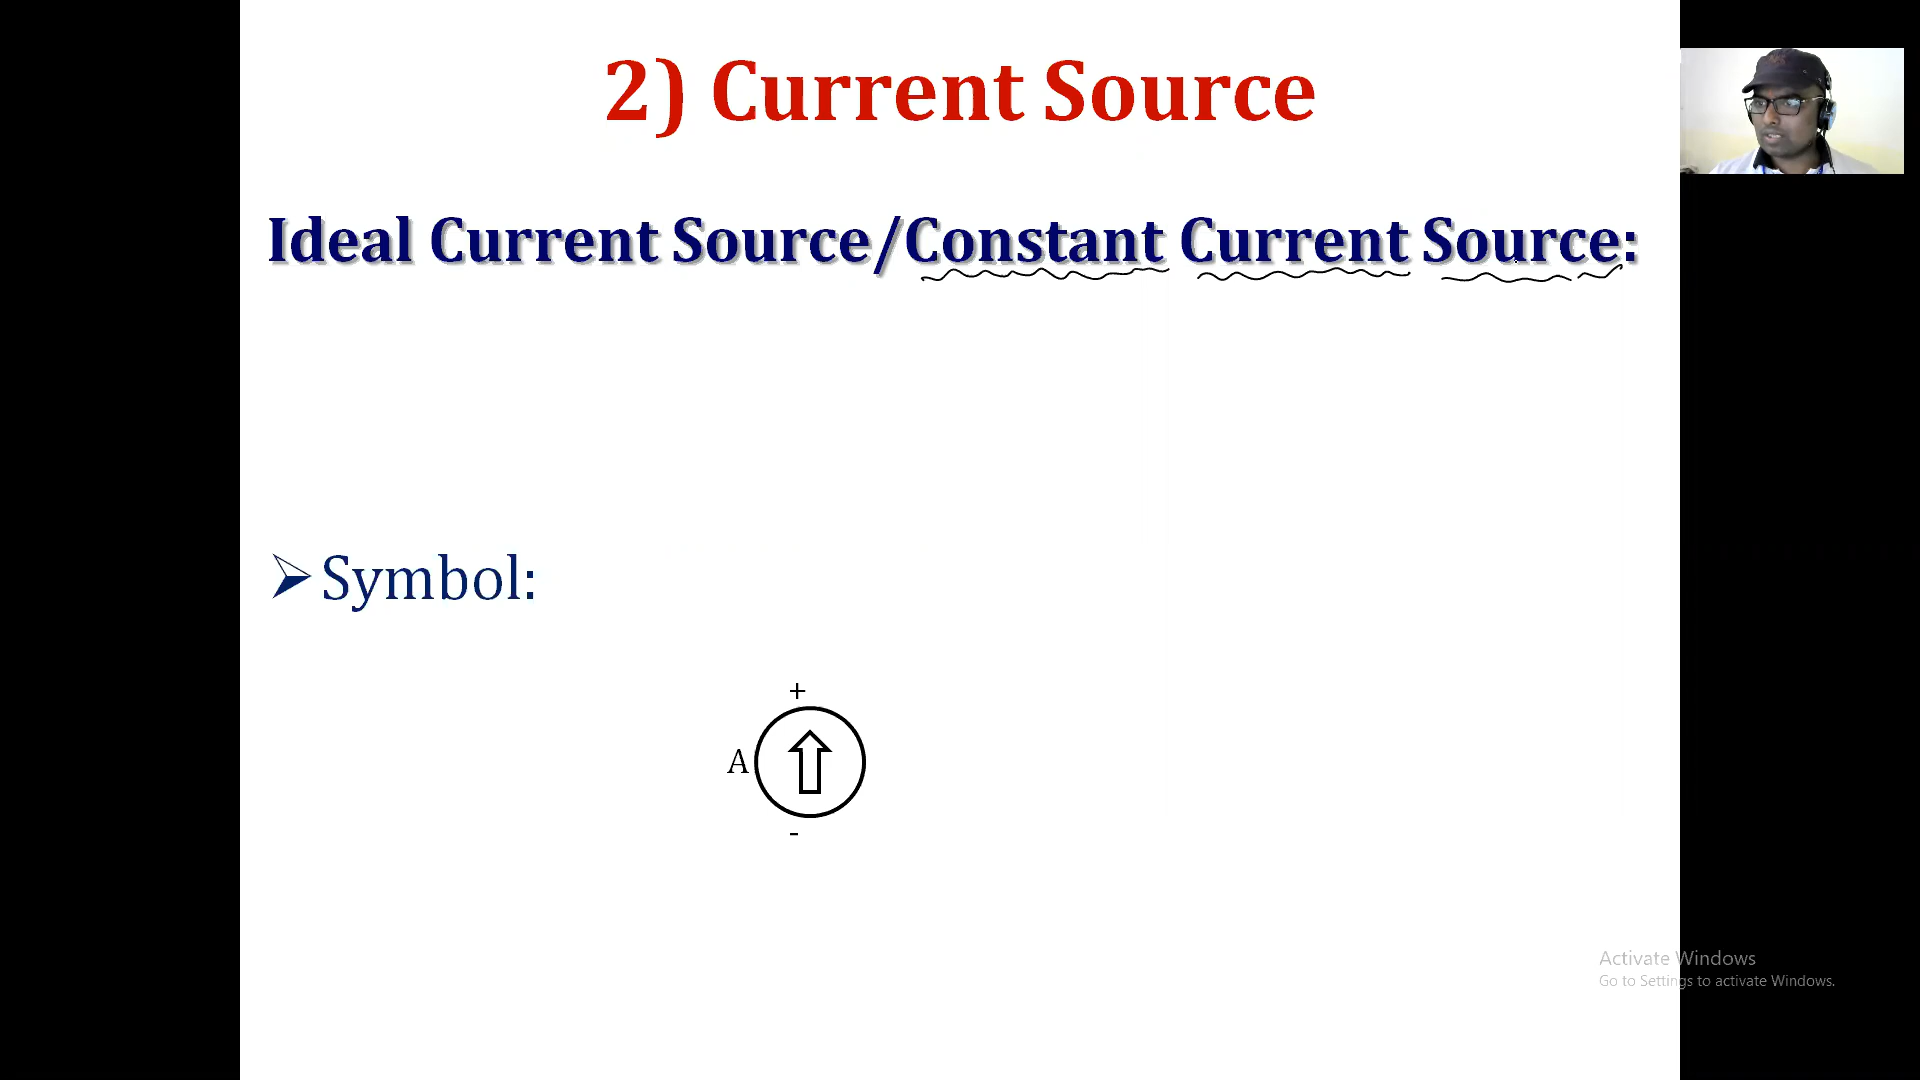 2) Current Source
Ideal Current Source/Constant Current Source:
Symbol:
+
A
-
Activate Windows
Go to Settings to activate Windows.